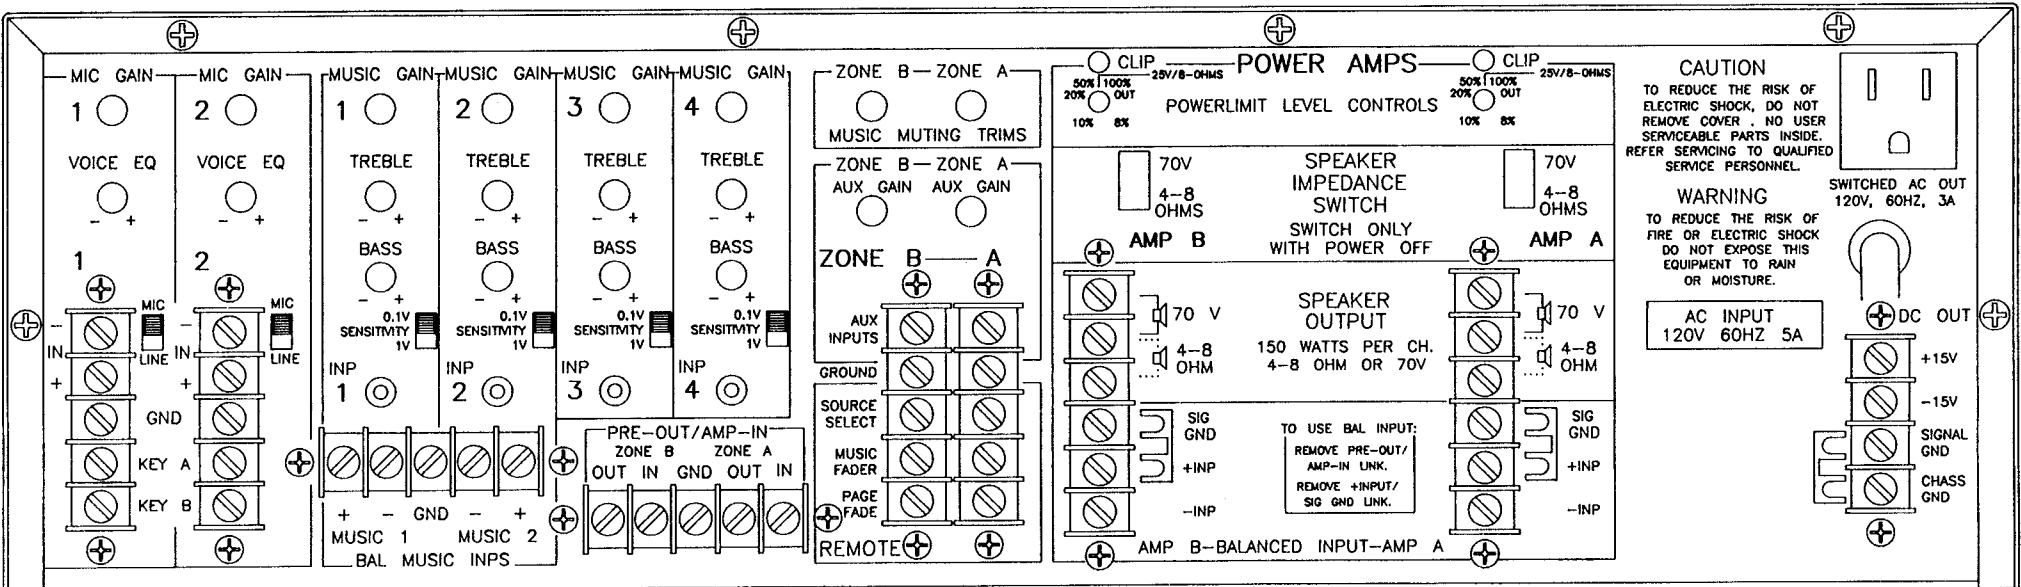 MIC GAIN
1
VOICE EQ
- +
1
MIC
LINE
-
IN
+
GND
KEY A
KEY B
MIC GAIN
2
VOICE EQ
- +
2
MIC
LINE
-
IN
+
MUSIC GAIN
1
TREBLE
- +
BASS
- +
0.1V
SENSITIVITY
1V
INP
1
MUSIC GAIN
2
TREBLE
- +
BASS
- +
0.1V
SENSITIVITY
1V
INP
2
MUSIC GAIN
3
TREBLE
- +
BASS
- +
0.1V
SENSITIVITY
1V
INP
3
MUSIC GAIN
4
TREBLE
- +
BASS
- +
0.1V
SENSITIVITY
1V
INP
4
+ - GND - +
MUSIC 1 MUSIC 2
BAL MUSIC INPS
PRE-OUT/AMP-IN
ZONE B ZONE A
OUT IN GND OUT IN
ZONE B - ZONE A
MUSIC MUTING TRIMS
ZONE B - ZONE A
AUX GAIN AUX GAIN
ZONE B A
AUX
INPUTS
GROUND
SOURCE
SELECT
MUSIC
FADER
PAGE
FADE
REMOTE
CLIP POWER AMPS CLIP
25V/8-OHMS
50% 100%
20% OUT
10% 8%
POWERLIMIT LEVEL CONTROLS
25V/8-OHMS
50% 100%
20% OUT
10% 8%
70V
4-8
OHMS
AMP B
SPEAKER
IMPEDANCE
SWITCH
SWITCH ONLY
WITH POWER OFF
70V
4-8
OHMS
AMP A
70 V
4-8
OHM
SPEAKER
OUTPUT
150 WATTS PER CH.
4-8 OHM OR 70V
70 V
4-8
OHM
SIG
GND
+INP
-INP
TO USE BAL INPUT:
REMOVE PRE-OUT/
AMP-IN LINK.
REMOVE +INPUT/
SIG GND LINK.
SIG
GND
+INP
-INP
AMP B-BALANCED INPUT-AMP A
CAUTION
TO REDUCE THE RISK OF
ELECTRIC SHOCK, DO NOT
REMOVE COVER . NO USER
SERVICEABLE PARTS INSIDE.
REFER SERVICING TO QUALIFIED
SERVICE PERSONNEL.
WARNING
TO REDUCE THE RISK OF
FIRE OR ELECTRIC SHOCK
DO NOT EXPOSE THIS
EQUIPMENT TO RAIN
OR MOISTURE.
AC INPUT
120V 60HZ 5A
SWITCHED AC OUT
120V, 60HZ, 3A
DC OUT
+15V
-15V
SIGNAL
GND
CHASS
GND